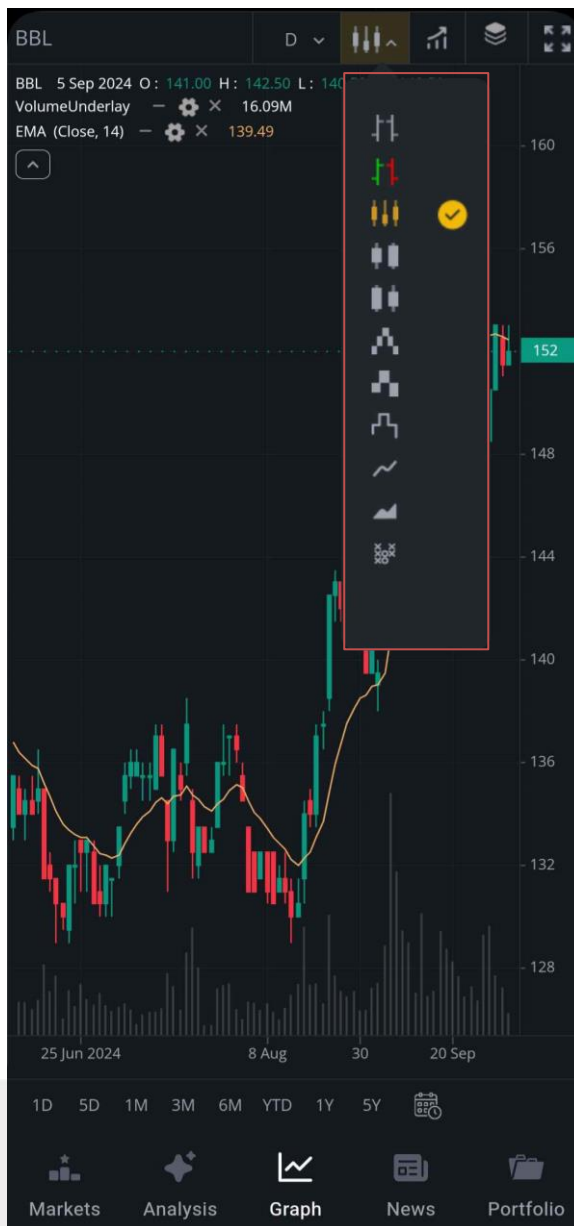 BBL D
BBL 5 Sep 2024 O: 141.00 H: 142.50 L:
VolumeUnderlay 16.09M
EMA (Close, 14) 139.49
160
156
152
148
144
140
136
132
128
25 Jun 2024 8 Aug 30 20 Sep
1D 5D 1M 3M 6M YTD 1Y 5Y
Markets Analysis Graph News Portfolio